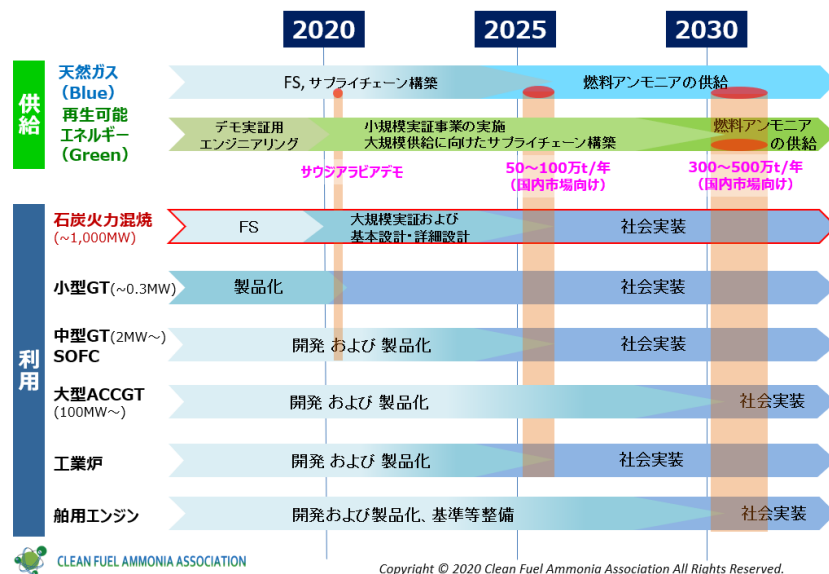 2020
2025
2030
供給
天然ガス
（Blue）
FS, サプライチェーン構築
燃料アンモニアの供給
再生可能
エネルギー
（Green）
デモ実証用
エンジニアリング
小規模実証事業の実施
大規模供給に向けたサプライチェーン構築
燃料アンモニア
の供給
サウジアラビアデモ
50～100万t/年
（国内市場向け）
300～500万t/年
（国内市場向け）
利用
石炭火力混焼
(~1,000MW)
FS
大規模実証および
基本設計・詳細設計
社会実装
小型GT(~0.3MW)
製品化
社会実装
中型GT(2MW～)
SOFC
開発 および 製品化
社会実装
大型ACCGT
(100MW～)
開発 および 製品化
社会実装
工業炉
開発 および 製品化
社会実装
舶用エンジン
開発および製品化、基準等整備
社会実装
CLEAN FUEL AMMONIA ASSOCIATION
Copyright © 2020 Clean Fuel Ammonia Association All Rights Reserved.